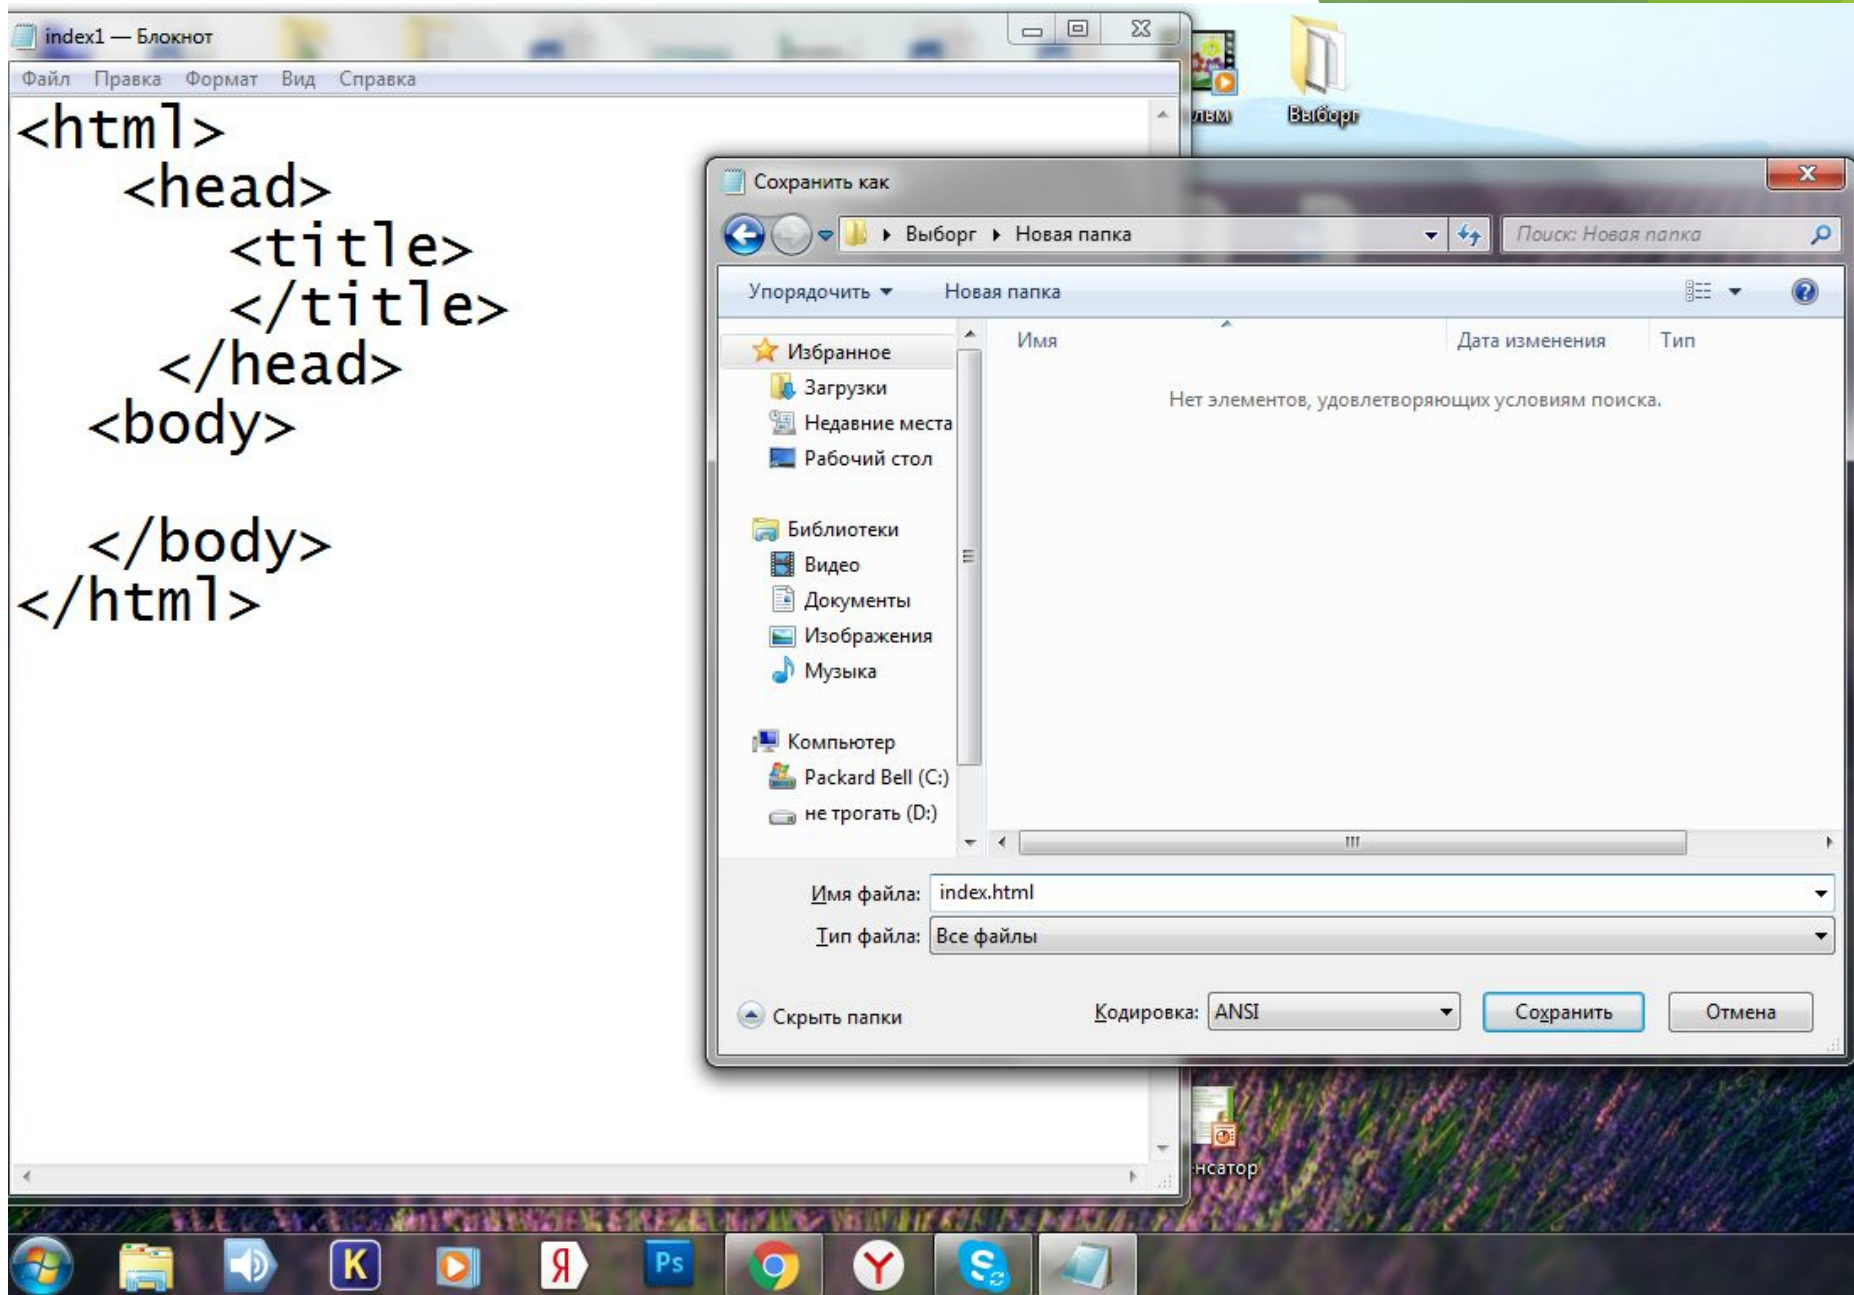 index1 — Блокнот
Файл Правка Формат Вид Справка
<html>
<head>
<title>
</title>
</head>
<body>
</body>
</html>
Выборг
Сохранить как
Выборг Новая папка
Поиск: Новая папка
Упорядочить Новая папка
Имя Дата изменения Тип
Нет элементов, удовлетворяющих условиям поиска.
Избранное
Загрузки
Недавние места
Рабочий стол
Библиотеки
Видео
Документы
Изображения
Музыка
Компьютер
Packard Bell (C:)
не трогать (D:)
Имя файла: index.html
Тип файла: Все файлы
Скрыть папки Кодировка: ANSI Сохранить Отмена
K Я Ps Y S